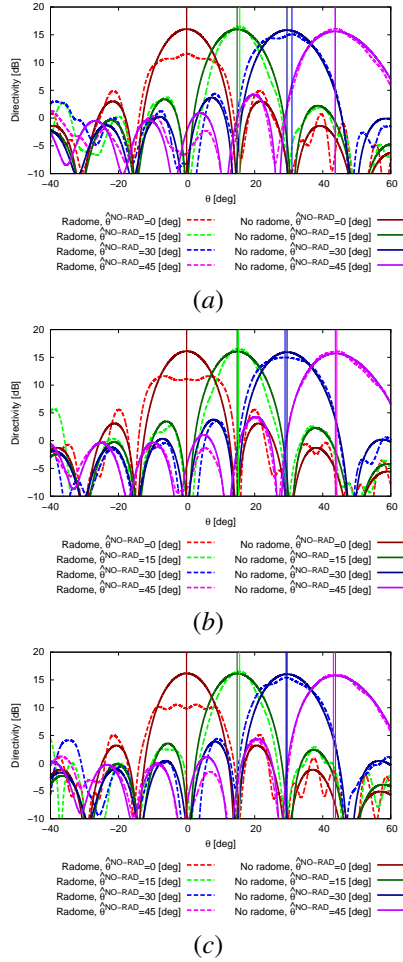 20
15
10
5
0
-5
-10
-40 -20 0 20 40 60
Directivity [dB]
θ [deg]
Radome, θ̂^NO-RAD=0 [deg] No radome, θ̂^NO-RAD=0 [deg]
Radome, θ̂^NO-RAD=15 [deg] No radome, θ̂^NO-RAD=15 [deg]
Radome, θ̂^NO-RAD=30 [deg] No radome, θ̂^NO-RAD=30 [deg]
Radome, θ̂^NO-RAD=45 [deg] No radome, θ̂^NO-RAD=45 [deg]
(a)
20
15
10
5
0
-5
-10
-40 -20 0 20 40 60
Directivity [dB]
θ [deg]
Radome, θ̂^NO-RAD=0 [deg] No radome, θ̂^NO-RAD=0 [deg]
Radome, θ̂^NO-RAD=15 [deg] No radome, θ̂^NO-RAD=15 [deg]
Radome, θ̂^NO-RAD=30 [deg] No radome, θ̂^NO-RAD=30 [deg]
Radome, θ̂^NO-RAD=45 [deg] No radome, θ̂^NO-RAD=45 [deg]
(b)
20
15
10
5
0
-5
-10
-40 -20 0 20 40 60
Directivity [dB]
θ [deg]
Radome, θ̂^NO-RAD=0 [deg] No radome, θ̂^NO-RAD=0 [deg]
Radome, θ̂^NO-RAD=15 [deg] No radome, θ̂^NO-RAD=15 [deg]
Radome, θ̂^NO-RAD=30 [deg] No radome, θ̂^NO-RAD=30 [deg]
Radome, θ̂^NO-RAD=45 [deg] No radome, θ̂^NO-RAD=45 [deg]
(c)